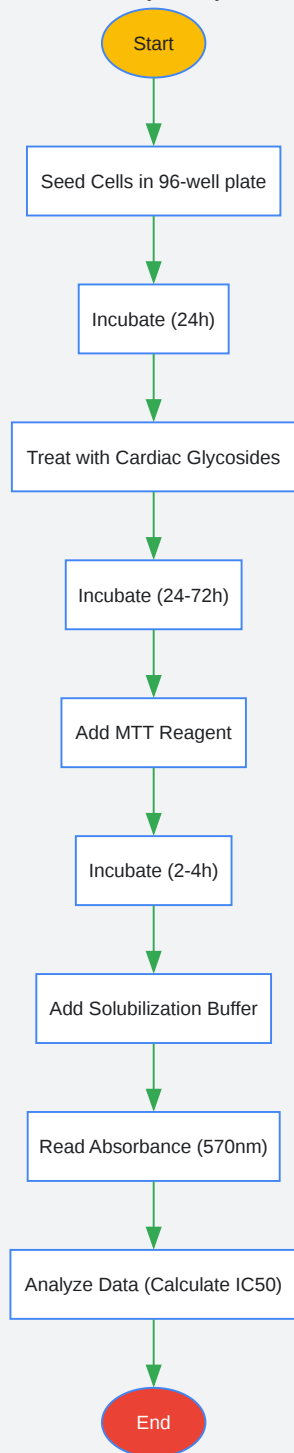 Start
Seed Cells in 96-well plate
Incubate (24h)
Treat with Cardiac Glycosides
Incubate (24-72h)
Add MTT Reagent
Incubate (2-4h)
Add Solubilization Buffer
Read Absorbance (570nm)
Analyze Data (Calculate IC50)
End